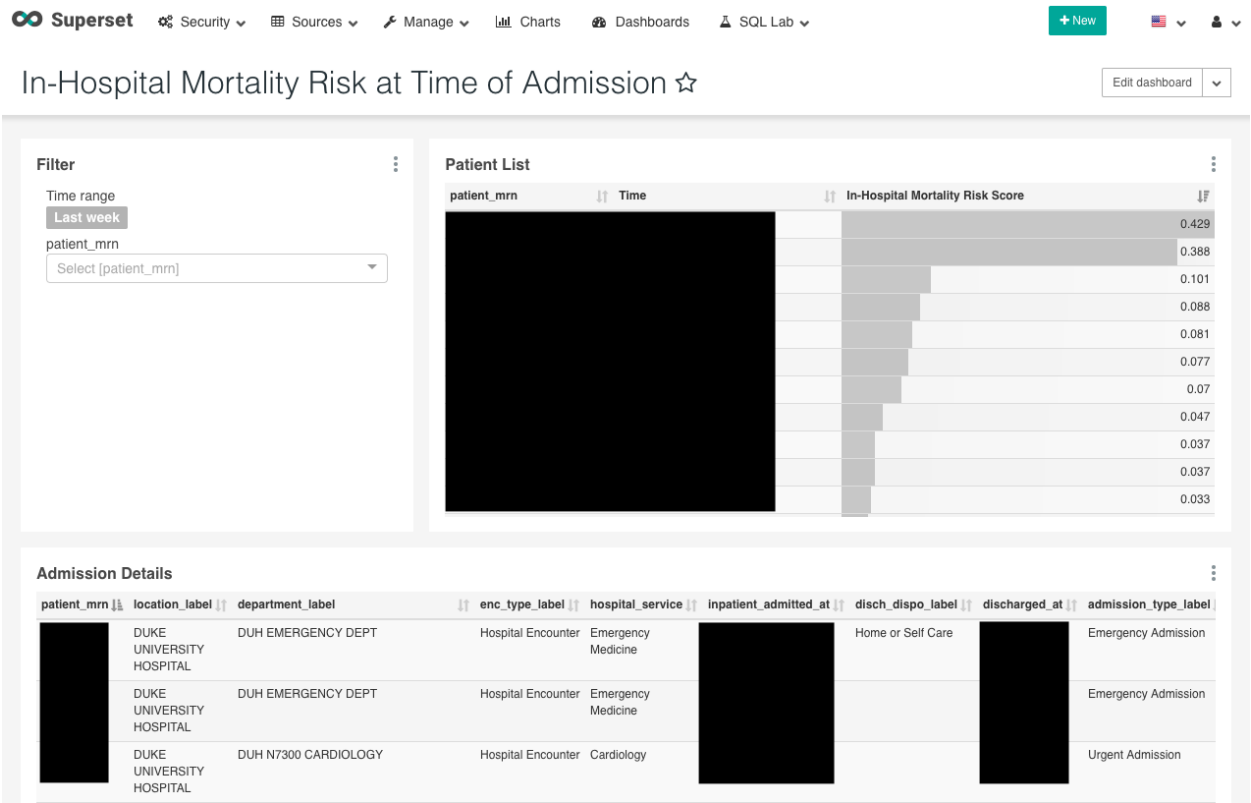 Superset Security Sources Manage Charts Dashboards SQL Lab + New
In-Hospital Mortality Risk at Time of Admission Edit dashboard
Filter
Time range
Last week
patient_mrn
Select [patient_mrn]
Patient List
patient_mrn Time In-Hospital Mortality Risk Score
0.429
0.388
0.101
0.088
0.081
0.077
0.07
0.047
0.037
0.037
0.033
Admission Details
patient_mrn location_label department_label enc_type_label hospital_service inpatient_admitted_at disch_dispo_label discharged_at admission_type_label
DUKE DUH EMERGENCY DEPT Hospital Encounter Emergency Home or Self Care Emergency Admission
UNIVERSITY Medicine
HOSPITAL
DUKE DUH EMERGENCY DEPT Hospital Encounter Emergency Emergency Admission
UNIVERSITY Medicine
HOSPITAL
DUKE DUH N7300 CARDIOLOGY Hospital Encounter Cardiology Urgent Admission
UNIVERSITY
HOSPITAL